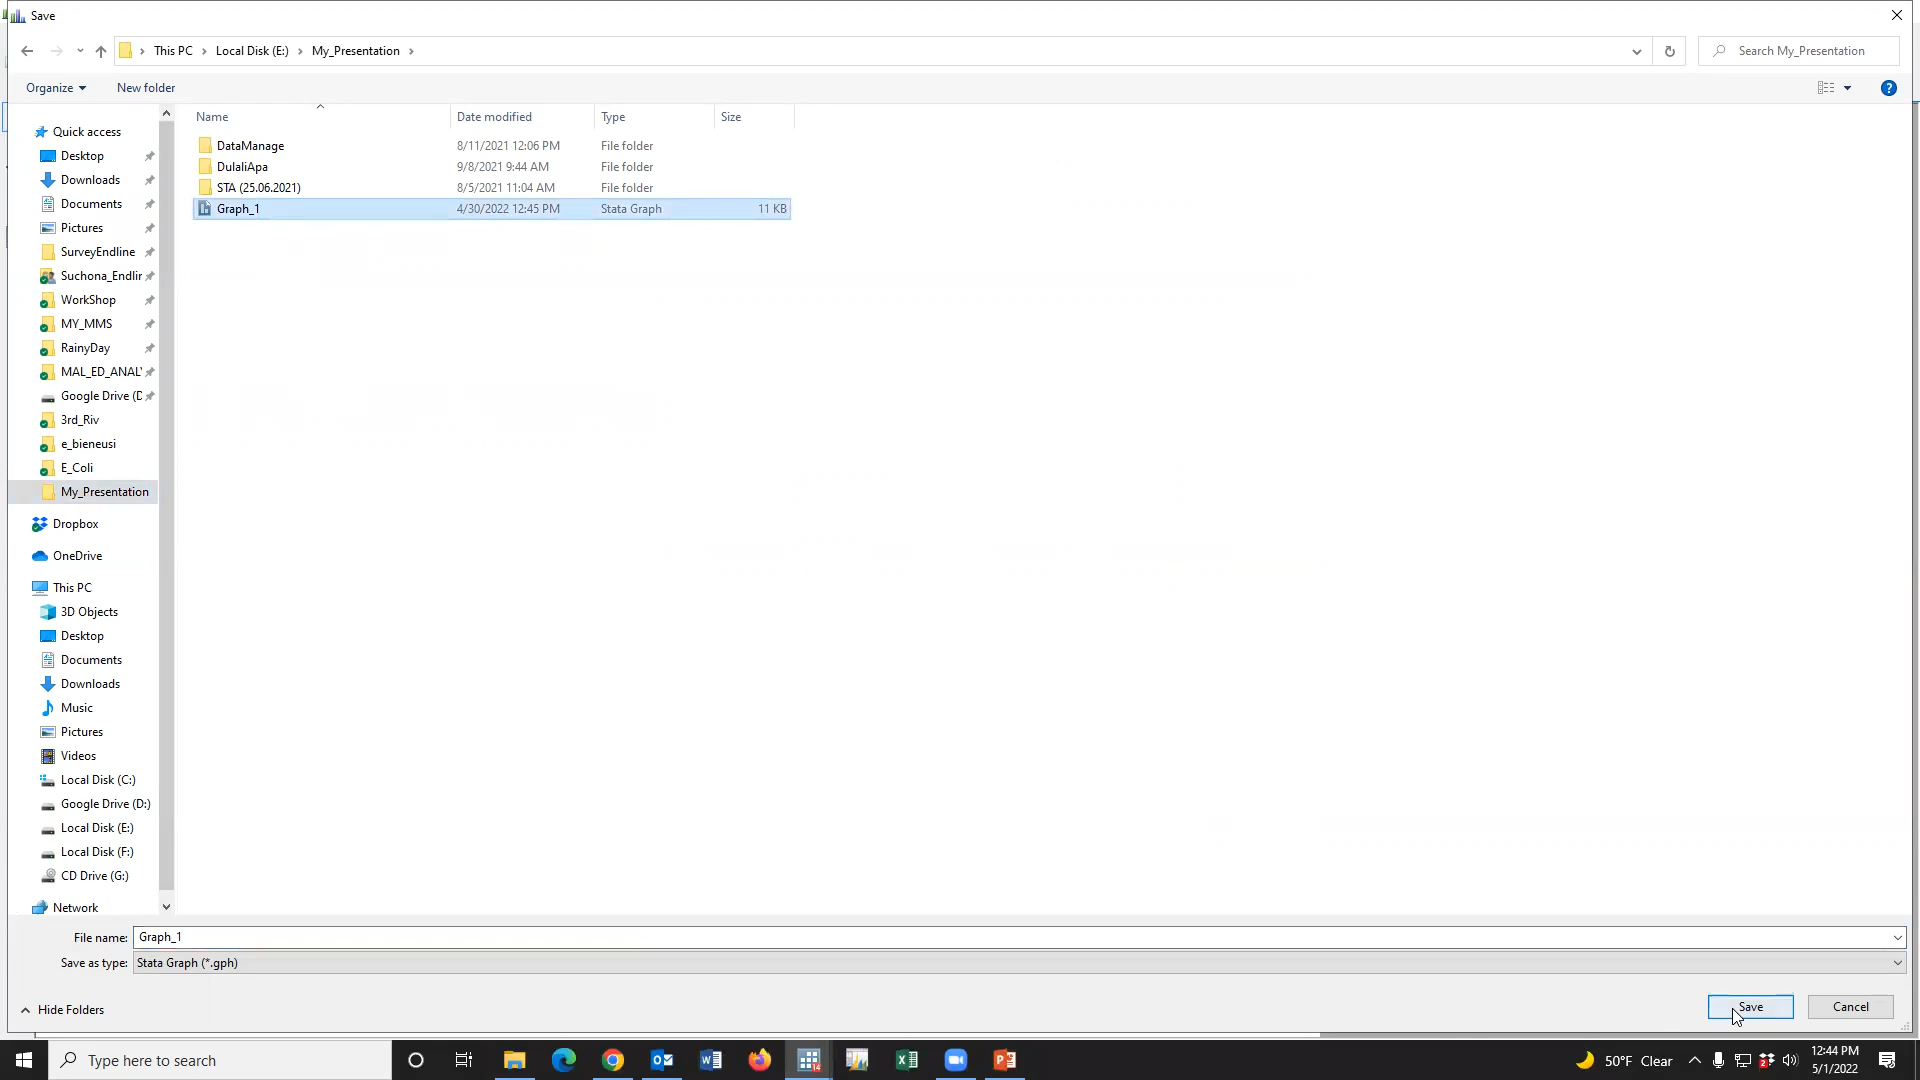 Save
This PC > Local Disk (E:) > My_Presentation >
Search My_Presentation
Organize
New folder
Name
Date modified
Type
Size
DataManage 8/11/2021 12:06 PM File folder
DulaliApa 9/8/2021 9:44 AM File folder
STA (25.06.2021) 8/5/2021 11:04 AM File folder
Graph_1 4/30/2022 12:45 PM Stata Graph 11 KB
Quick access
Desktop
Downloads
Documents
Pictures
SurveyEndline
Suchona_Endlir
WorkShop
MY_MMS
RainyDay
MAL_ED_ANAL
Google Drive (D
3rd_Riv
e_bieneusi
E_Coli
My_Presentation
Dropbox
OneDrive
This PC
3D Objects
Desktop
Documents
Downloads
Music
Pictures
Videos
Local Disk (C:)
Google Drive (D:)
Local Disk (E:)
Local Disk (F:)
CD Drive (G:)
Network
File name: Graph_1
Save as type: Stata Graph (*.gph)
Hide Folders
Save
Cancel
Type here to search
50°F Clear
12:44 PM
5/1/2022